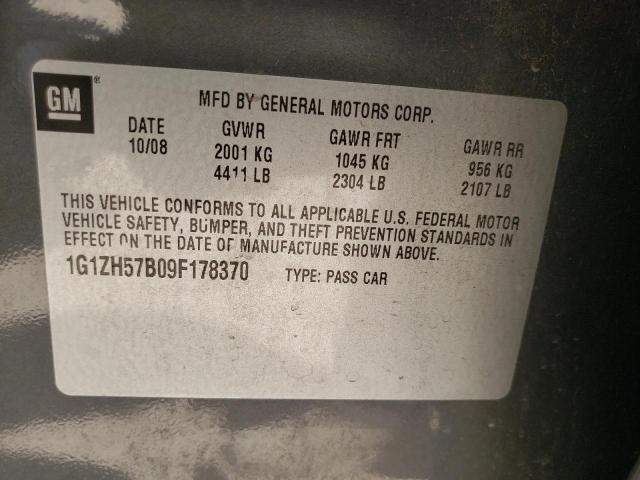 GM ®
MFD BY GENERAL MOTORS CORP.
DATE GVWR GAWR FRT GAWR RR
10/08 2001 KG 1045 KG 956 KG
4411 LB 2304 LB 2107 LB
THIS VEHICLE CONFORMS TO ALL APPLICABLE U.S. FEDERAL MOTOR
VEHICLE SAFETY, BUMPER, AND THEFT PREVENTION STANDARDS IN
EFFECT ON THE DATE OF MANUFACTURE SHOWN ABOVE.
1G1ZH57B09F178370 TYPE: PASS CAR